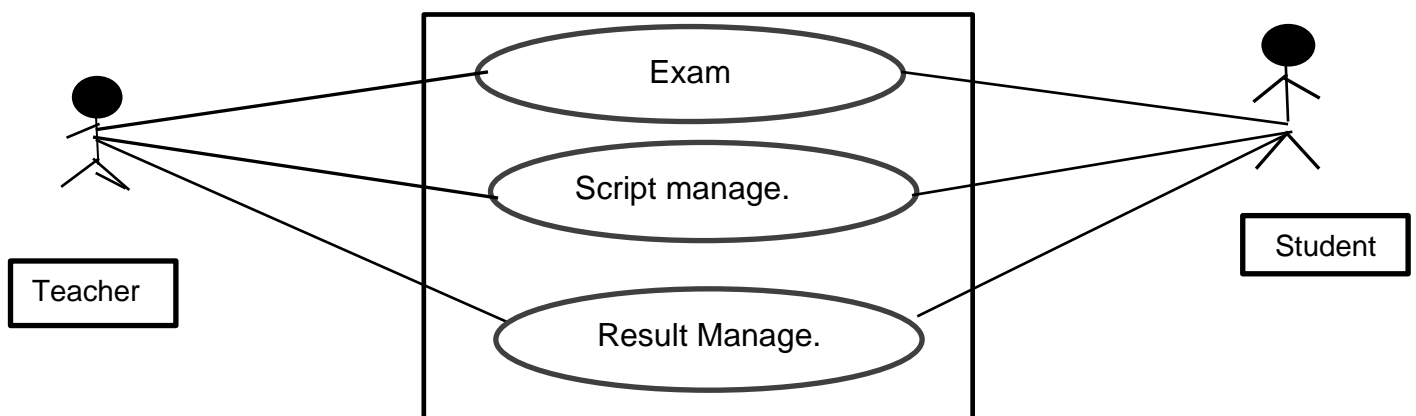 Exam
Script manage.
Student
Teacher
Result Manage.